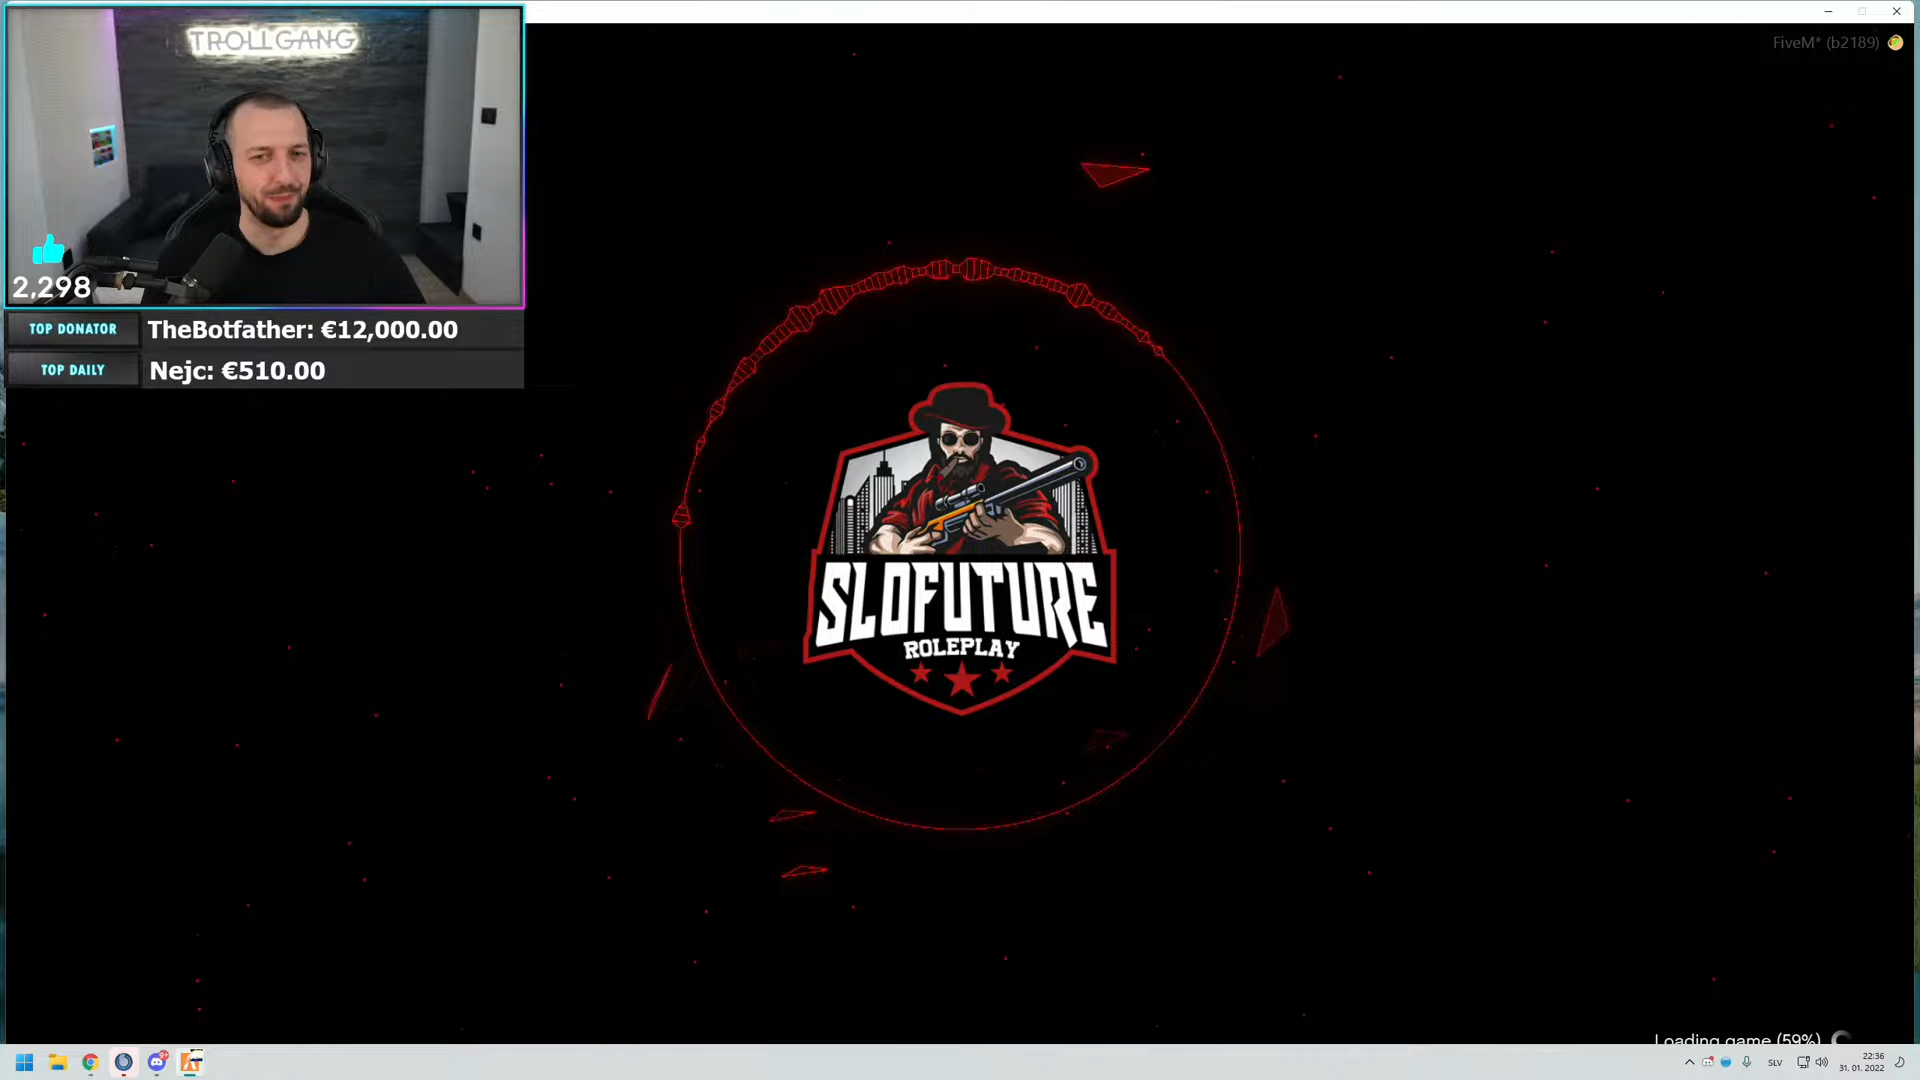 TROLLGANG
FiveM* (b2189)
2,298
TOP DONATOR TheBotfather: €12,000.00
TOP DAILY Nejc: €510.00
SLOFUTURE
ROLEPLAY
Loading game (59%)
9+
SLV
22:36
31. 01. 2022